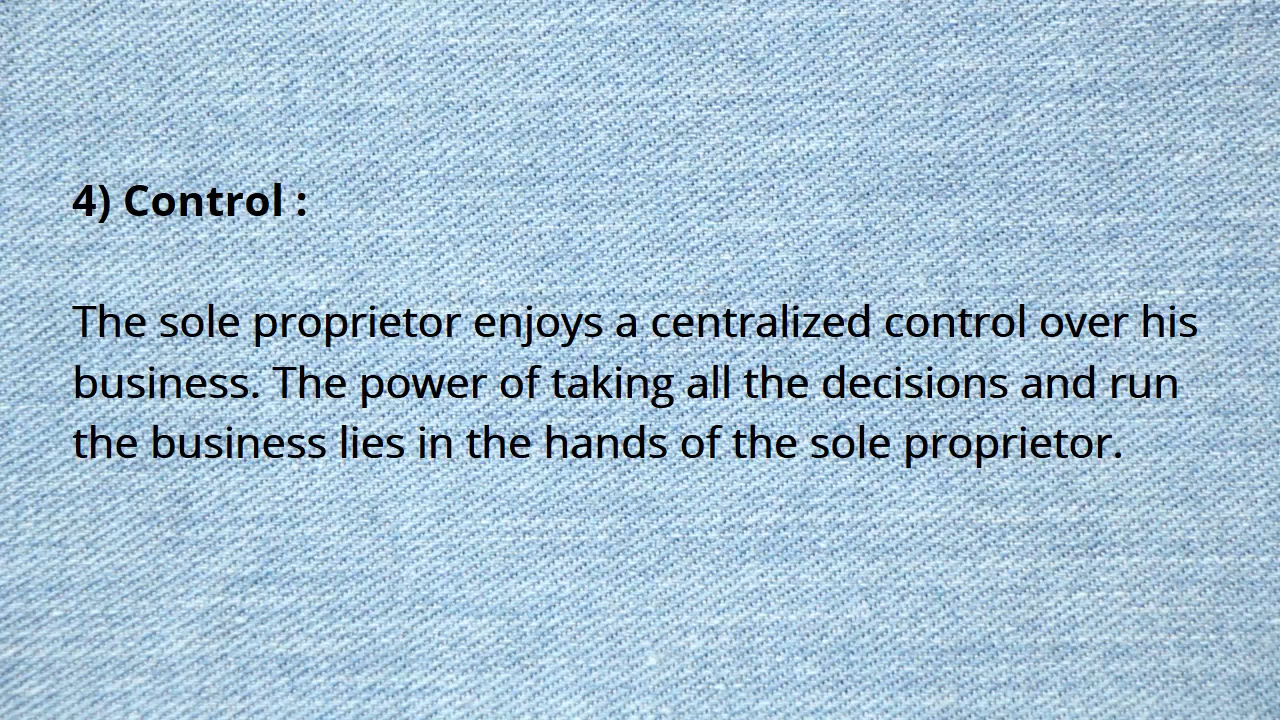 4) Control :
The sole proprietor enjoys a centralized control over his
business. The power of taking all the decisions and run
the business lies in the hands of the sole proprietor.